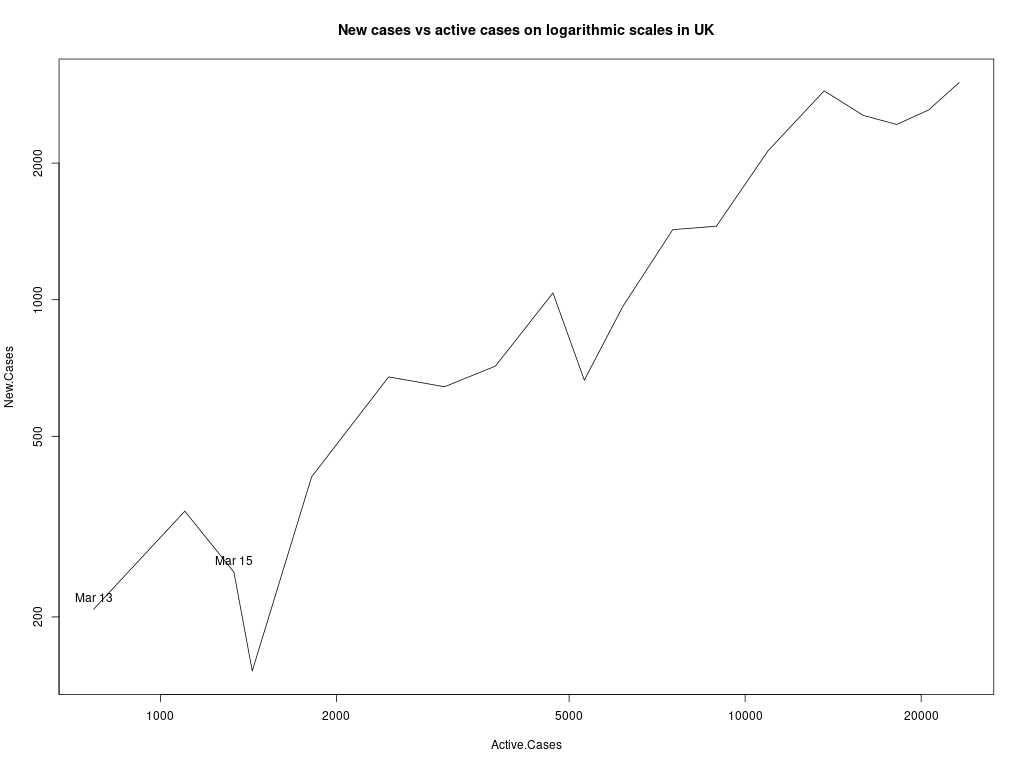 New cases vs active cases on logarithmic scales in UK
2000
1000
500
200
New.Cases
Mar 15
Mar 13
1000 2000 5000 10000 20000
Active.Cases